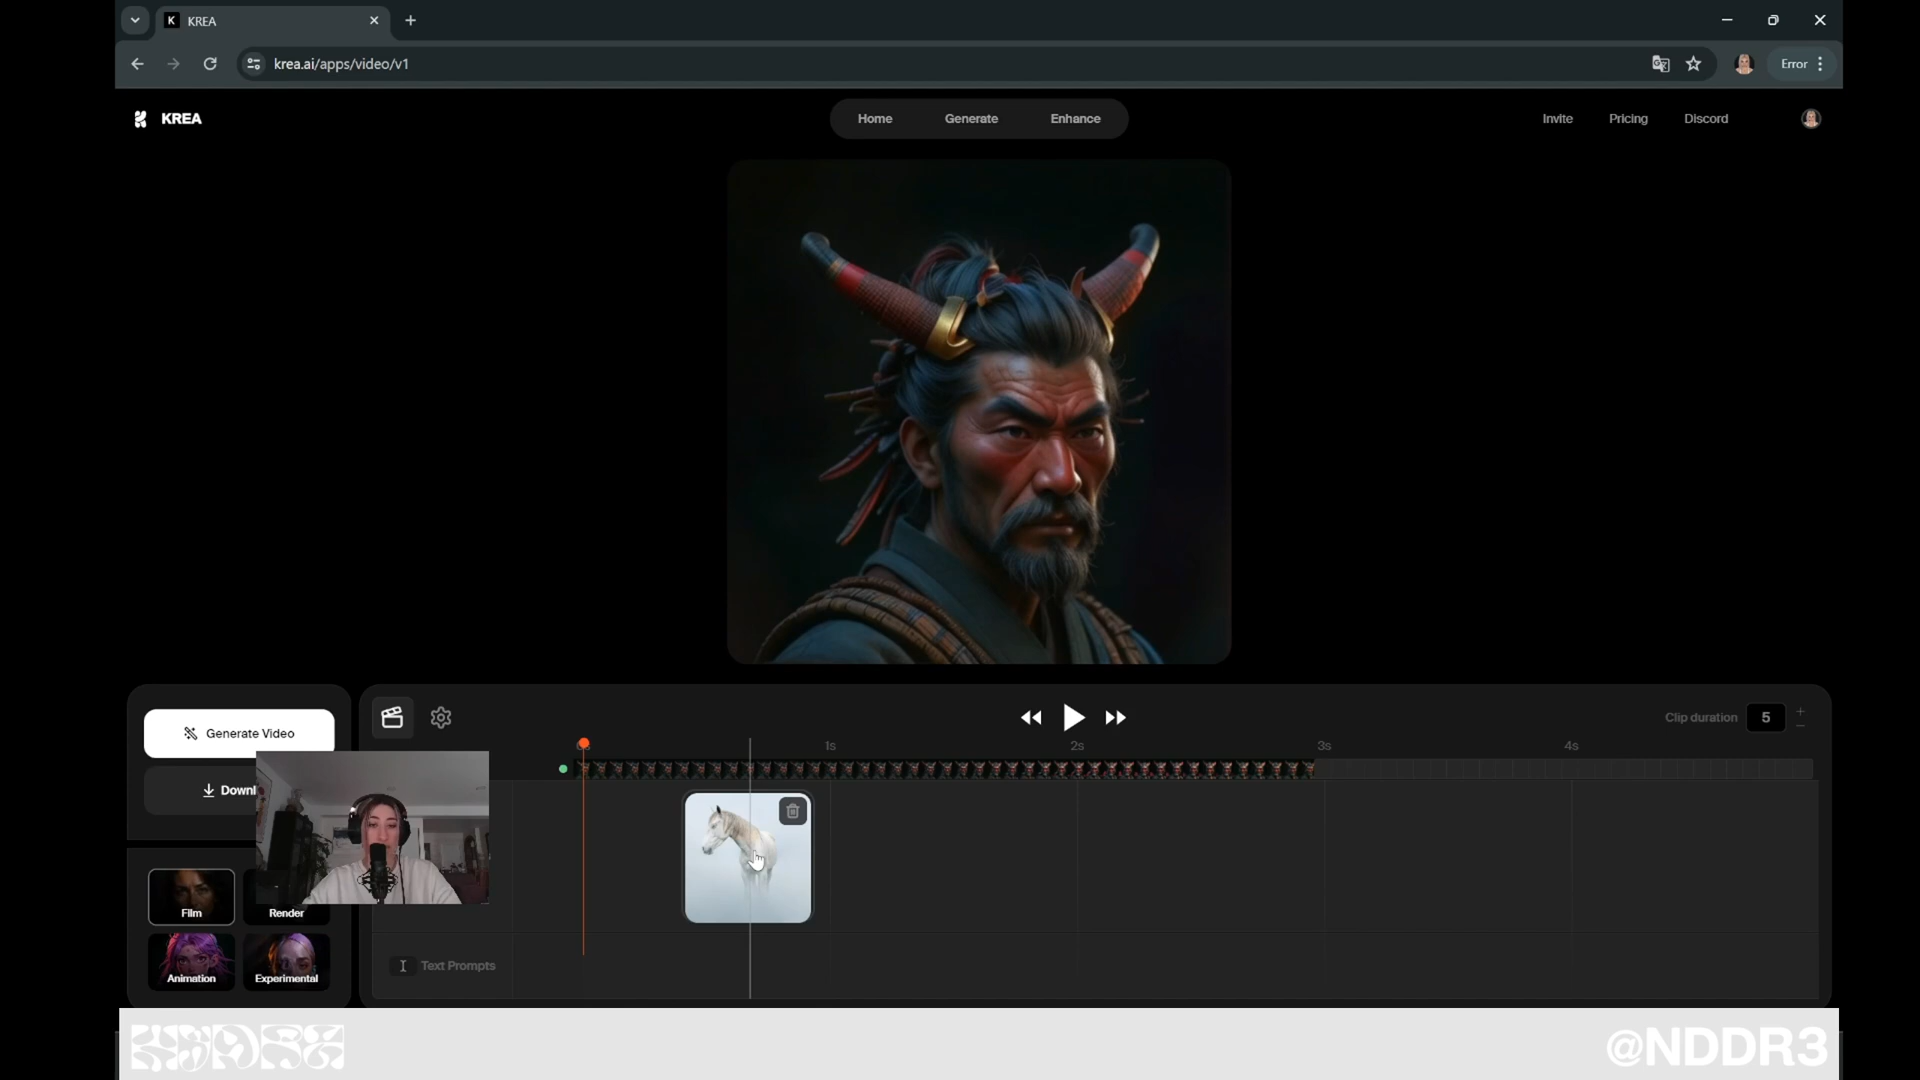 KREA
krea.ai/apps/video/v1
Error
KREA
Home
Generate
Enhance
Invite
Pricing
Discord
Generate Video
Downl
Clip duration
5
1s
2s
3s
4s
Film
Render
Animation
Experimental
Text Prompts
@NDDR3